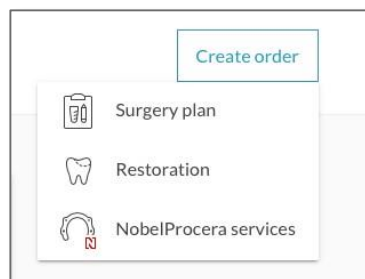 Create order
Surgery plan
Restoration
N
NobelProcera services